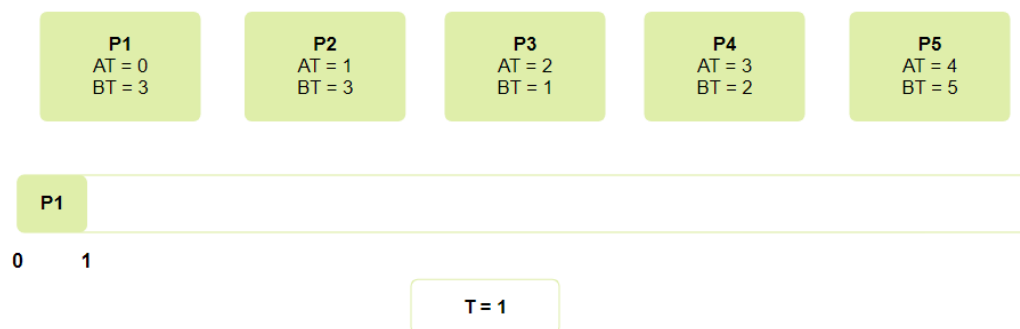 P1
AT = 0
BT = 3
P2
AT = 1
BT = 3
P3
AT = 2
BT = 1
P4
AT = 3
BT = 2
P5
AT = 4
BT = 5
P1
0 1
T = 1